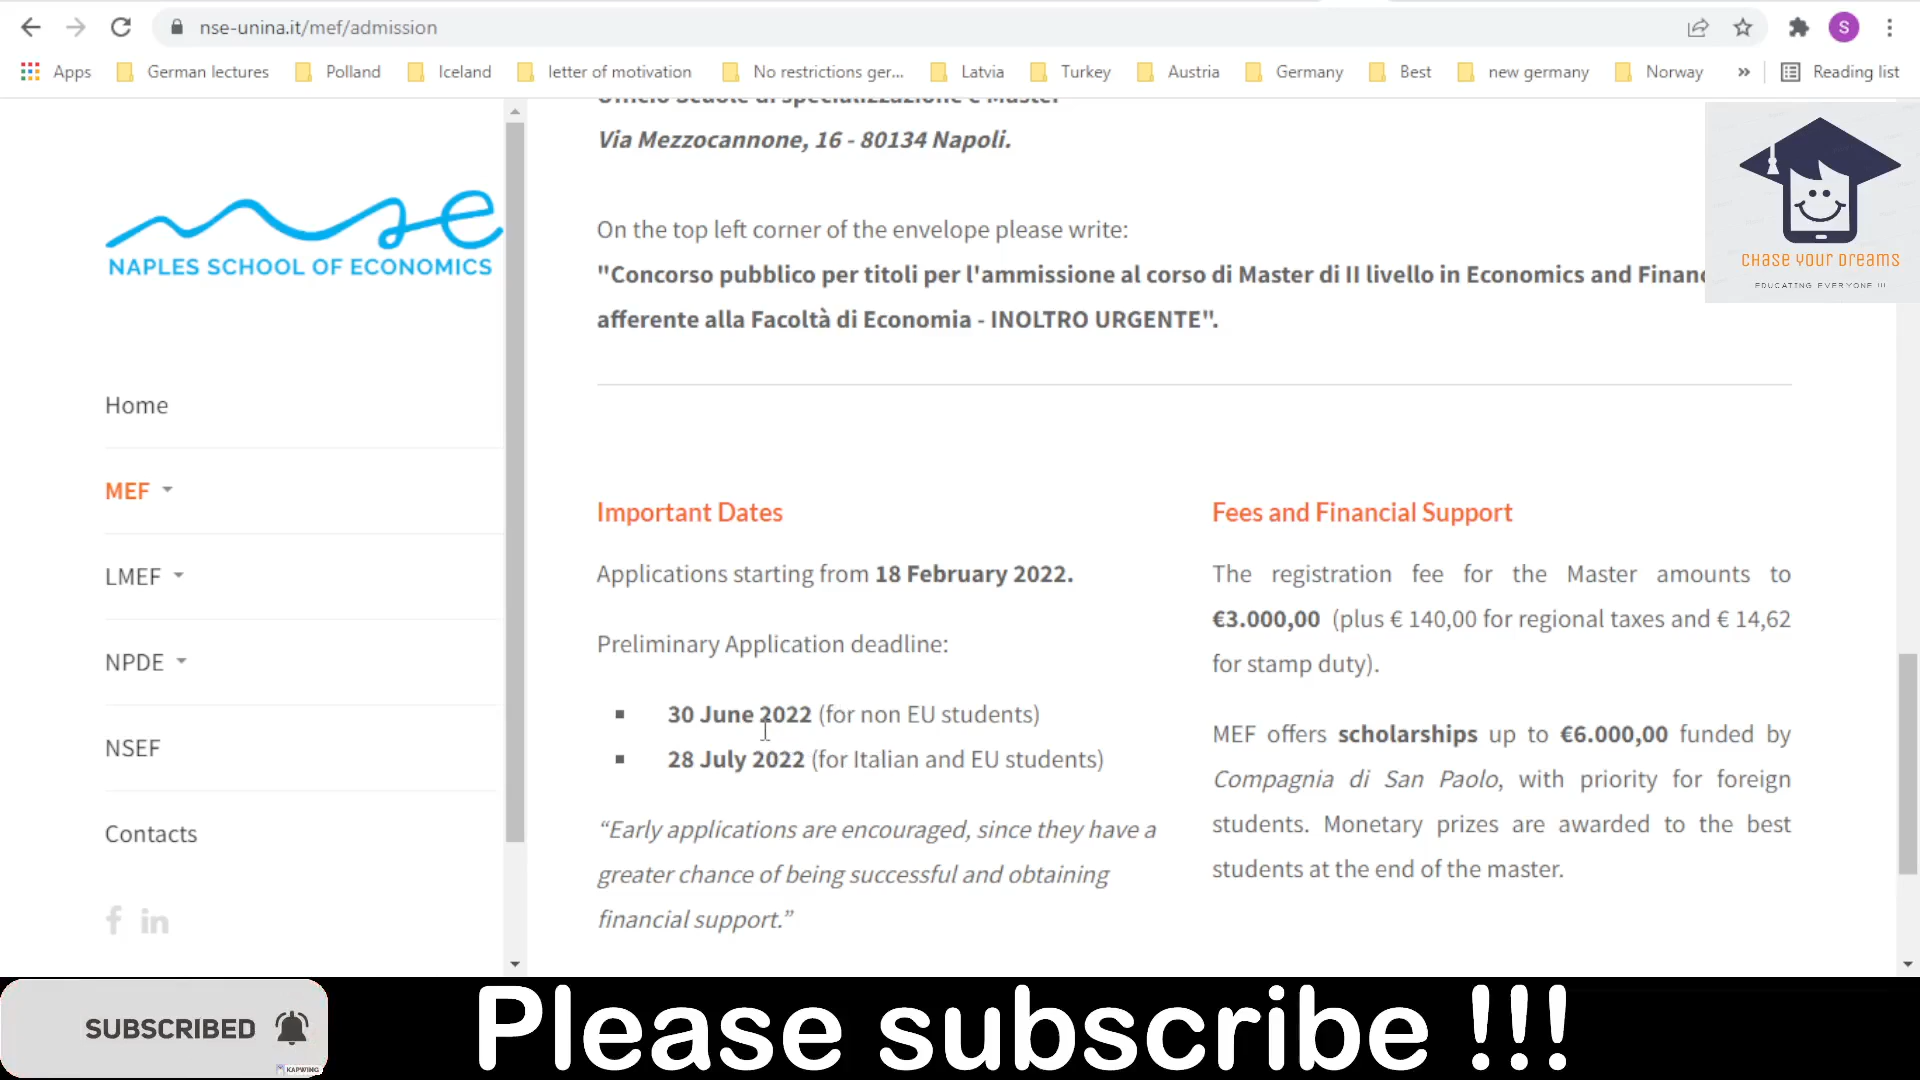 nse-unina.it/mef/admission
S
Apps
German lectures
Polland
Iceland
letter of motivation
No restrictions ger...
Latvia
Turkey
Austria
Germany
Best
new germany
Norway
»
Reading list
NAPLES SCHOOL OF ECONOMICS
Home
MEF
LMEF
NPDE
NSEF
Contacts
Ufficio Scuole di specializzazione e Master
Via Mezzocannone, 16 - 80134 Napoli.
On the top left corner of the envelope please write:
"Concorso pubblico per titoli per l'ammissione al corso di Master di II livello in Economics and Financ
afferente alla Facoltà di Economia - INOLTRO URGENTE".
CHASE YOUR DREAMS
EDUCATING EVERYONE !!!
Important Dates
Applications starting from 18 February 2022.
Preliminary Application deadline:
▪ 30 June 2022 (for non EU students)
▪ 28 July 2022 (for Italian and EU students)
“Early applications are encouraged, since they have a
greater chance of being successful and obtaining
financial support.”
Fees and Financial Support
The registration fee for the Master amounts to
€3.000,00 (plus € 140,00 for regional taxes and € 14,62
for stamp duty).
MEF offers scholarships up to €6.000,00 funded by
Compagnia di San Paolo, with priority for foreign
students. Monetary prizes are awarded to the best
students at the end of the master.
SUBSCRIBED
KAPWING
Please subscribe !!!